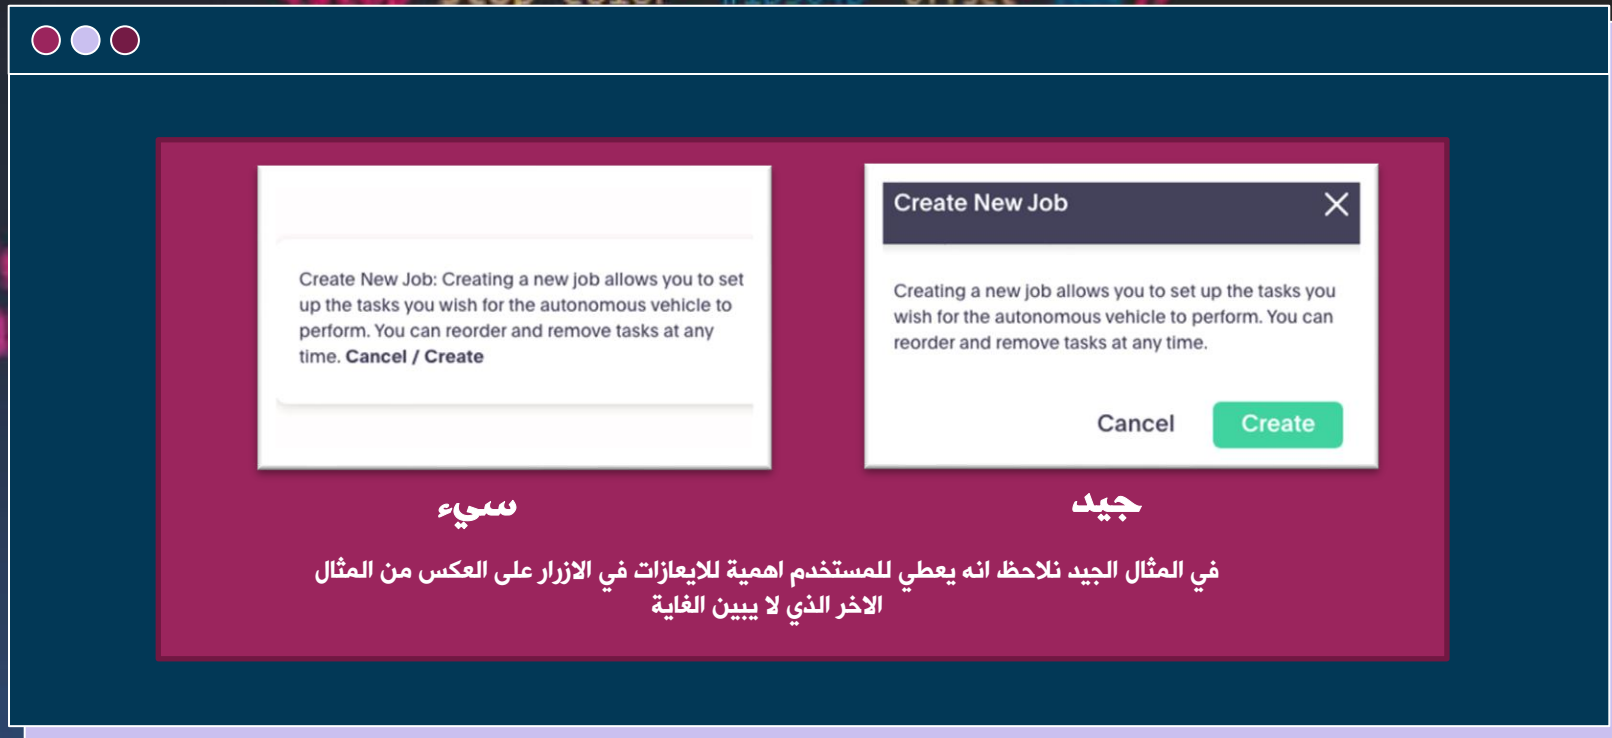 Create New Job: Creating a new job allows you to set
up the tasks you wish for the autonomous vehicle to
perform. You can reorder and remove tasks at any
time. Cancel / Create
Create New Job
Creating a new job allows you to set up the tasks you
wish for the autonomous vehicle to perform. You can
reorder and remove tasks at any time.
Cancel
Create
سيء
جيد
في المثال الجيد نلاحظ انه يعطي للمستخدم اهمية للايعازات في الازرار على العكس من المثال
الاخر الذي لا يبين الغاية